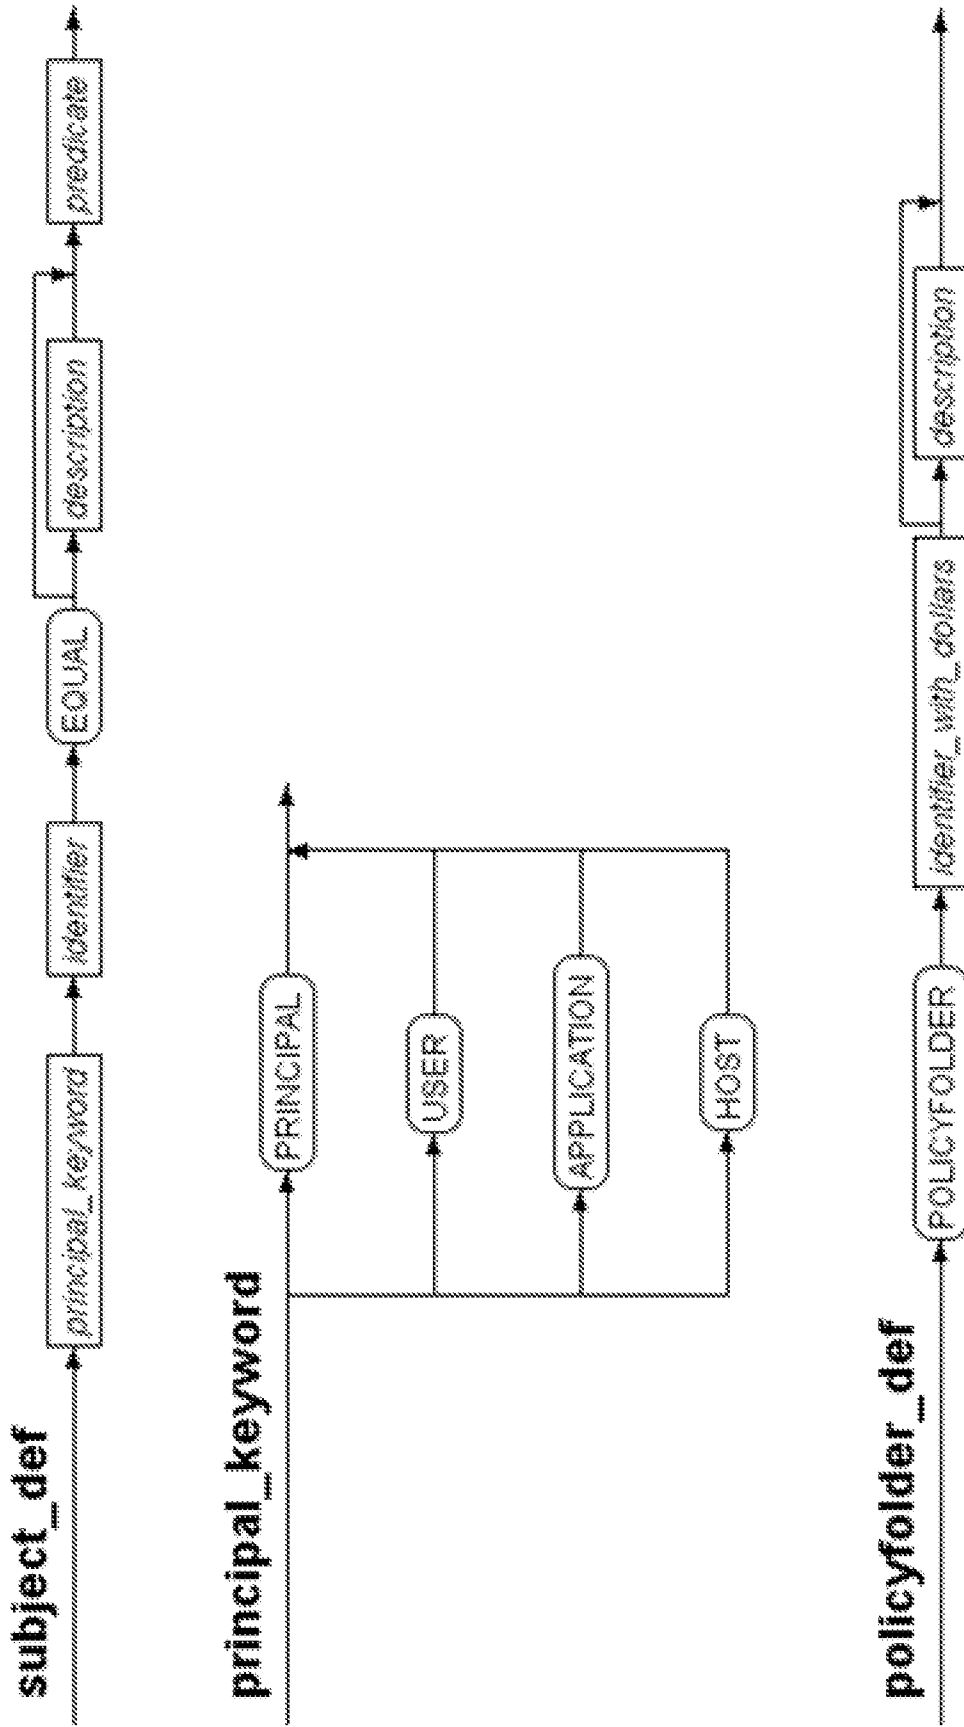 subject_def
principal_keyword
identifier
EQUAL
description
predicate
principal_keyword
PRINCIPAL
USER
APPLICATION
HOST
policyfolder_def
POLICYFOLDER
identifier_with_dollars
description